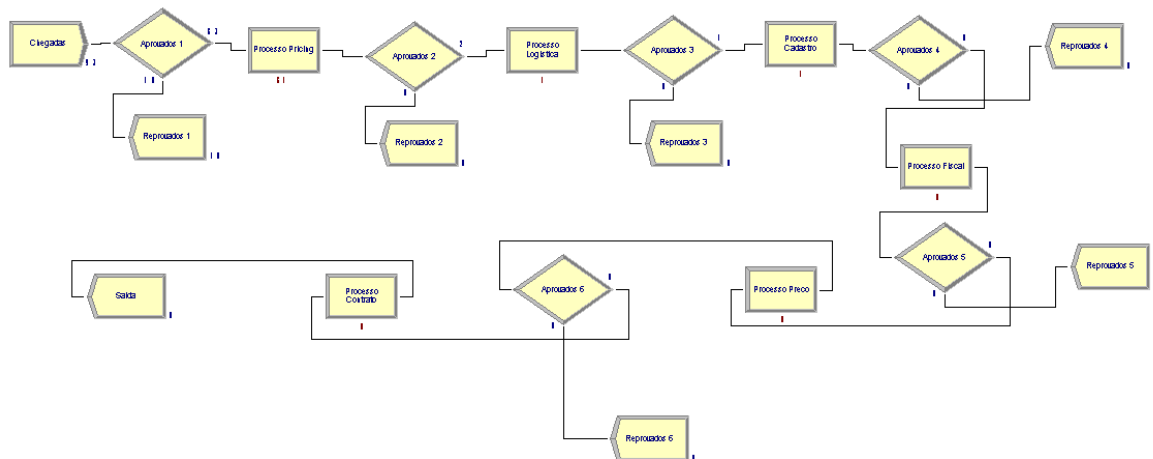 Chegadas
Aprovados 1
Processo Pricing
Aprovados 2
Processo
Logística
Aprovados 3
Processo
Cadastro
Aprovados 4
Reprovados 4
Reprovados 1
Reprovados 2
Reprovados 3
Processo Fiscal
Aprovados 5
Reprovados 5
Saida
Processo
Contrato
Aprovados 6
Processo Preco
Reprovados 6